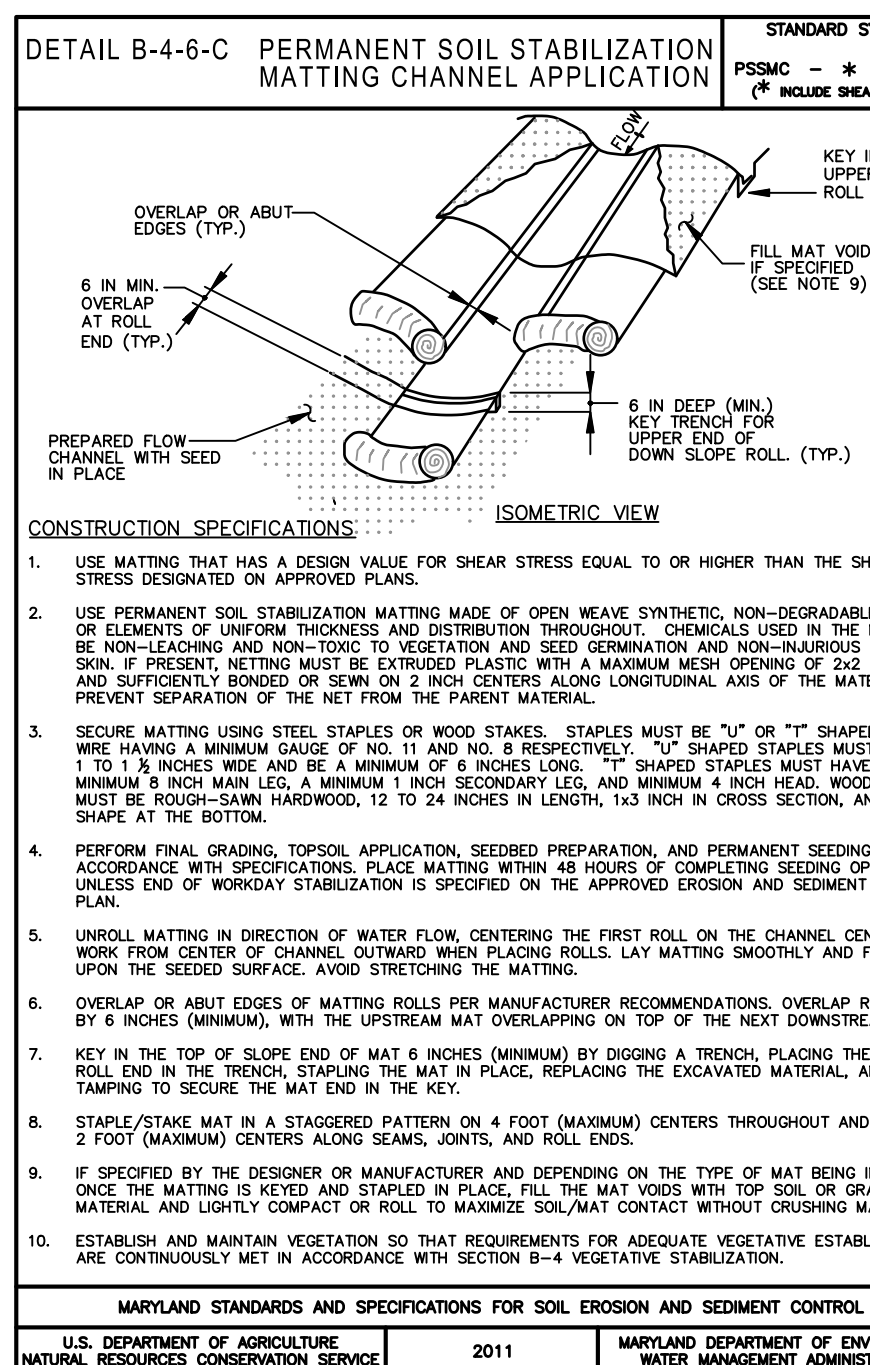 DETAIL B-4-6-C PERMANENT SOIL STABILIZATION
MATTING CHANNEL APPLICATION
STANDARD
PSSMC – *
(* INCLUDE
FLOW
KEY
ROLL
OVERLAP OR ABUT
EDGES (TYP.)
FILL MAT
IF SPECIFIED
(SEE NOTE 9)
6 IN MIN.
OVERLAP
AT ROLL
END (TYP.)
6 IN DEEP (MIN.)
KEY TRENCH FOR
UPPER END OF
DOWN SLOPE ROLL. (TYP.)
PREPARED FLOW
CHANNEL WITH SEED
IN PLACE
ISOMETRIC VIEW
CONSTRUCTION SPECIFICATIONS
1. USE MATTING THAT HAS A DESIGN VALUE FOR SHEAR STRESS EQUAL TO OR HIGHER THAN THE
STRESS DESIGNATED ON APPROVED PLANS.
2. USE PERMANENT SOIL STABILIZATION MATTING MADE OF OPEN WEAVE SYNTHETIC, NON–DEGRADABLE
OR ELEMENTS OF UNIFORM THICKNESS AND DISTRIBUTION THROUGHOUT. CHEMICALS USED IN THE
BE NON–LEACHING AND NON–TOXIC TO VEGETATION AND SEED GERMINATION AND NON–INJURIOUS
SKIN. IF PRESENT, NETTING MUST BE EXTRUDED PLASTIC WITH A MAXIMUM MESH OPENING OF 2x2
AND SUFFICIENTLY BONDED OR SEWN ON 2 INCH CENTERS ALONG LONGITUDINAL AXIS OF THE
PREVENT SEPARATION OF THE NET FROM THE PARENT MATERIAL.
3. SECURE MATTING USING STEEL STAPLES OR WOOD STAKES. STAPLES MUST BE "U" OR "T" SHAPED
WIRE HAVING A MINIMUM GAUGE OF NO. 11 AND NO. 8 RESPECTIVELY. "U" SHAPED STAPLES MUST
1 TO 1 ½ INCHES WIDE AND BE A MINIMUM OF 6 INCHES LONG. "T" SHAPED STAPLES MUST HAVE
MINIMUM 8 INCH MAIN LEG, A MINIMUM 1 INCH SECONDARY LEG, AND MINIMUM 4 INCH HEAD. WOOD
MUST BE ROUGH–SAWN HARDWOOD, 12 TO 24 INCHES IN LENGTH, 1x3 INCH IN CROSS SECTION,
SHAPE AT THE BOTTOM.
4. PERFORM FINAL GRADING, TOPSOIL APPLICATION, SEEDBED PREPARATION, AND PERMANENT SEEDING
ACCORDANCE WITH SPECIFICATIONS. PLACE MATTING WITHIN 48 HOURS OF COMPLETING SEEDING
UNLESS END OF WORKDAY STABILIZATION IS SPECIFIED ON THE APPROVED EROSION AND SEDIMENT
PLAN.
5. UNROLL MATTING IN DIRECTION OF WATER FLOW, CENTERING THE FIRST ROLL ON THE CHANNEL
WORK FROM CENTER OF CHANNEL OUTWARD WHEN PLACING ROLLS. LAY MATTING SMOOTHLY AND
UPON THE SEEDED SURFACE. AVOID STRETCHING THE MATTING.
6. OVERLAP OR ABUT EDGES OF MATTING ROLLS PER MANUFACTURER RECOMMENDATIONS. OVERLAP
BY 6 INCHES (MINIMUM), WITH THE UPSTREAM MAT OVERLAPPING ON TOP OF THE NEXT
7. KEY IN THE TOP OF SLOPE END OF MAT 6 INCHES (MINIMUM) BY DIGGING A TRENCH, PLACING THE
ROLL END IN THE TRENCH, STAPLING THE MAT IN PLACE, REPLACING THE EXCAVATED MATERIAL,
TAMPING TO SECURE THE MAT END IN THE KEY.
8. STAPLE/STAKE MAT IN A STAGGERED PATTERN ON 4 FOOT (MAXIMUM) CENTERS THROUGHOUT AND
2 FOOT (MAXIMUM) CENTERS ALONG SEAMS, JOINTS, AND ROLL ENDS.
9. IF SPECIFIED BY THE DESIGNER OR MANUFACTURER AND DEPENDING ON THE TYPE OF MAT BEING
ONCE THE MATTING IS KEYED AND STAPLED IN PLACE, FILL THE MAT VOIDS WITH TOP SOIL OR
MATERIAL AND LIGHTLY COMPACT OR ROLL TO MAXIMIZE SOIL/MAT CONTACT WITHOUT CRUSHING
10. ESTABLISH AND MAINTAIN VEGETATION SO THAT REQUIREMENTS FOR ADEQUATE VEGETATIVE
ARE CONTINUOUSLY MET IN ACCORDANCE WITH SECTION B–4 VEGETATIVE STABILIZATION.
MARYLAND STANDARDS AND SPECIFICATIONS FOR SOIL EROSION AND SEDIMENT CONTROL
U.S. DEPARTMENT OF AGRICULTURE
NATURAL RESOURCES CONSERVATION SERVICE
2011
MARYLAND DEPARTMENT OF
WATER MANAGEMENT